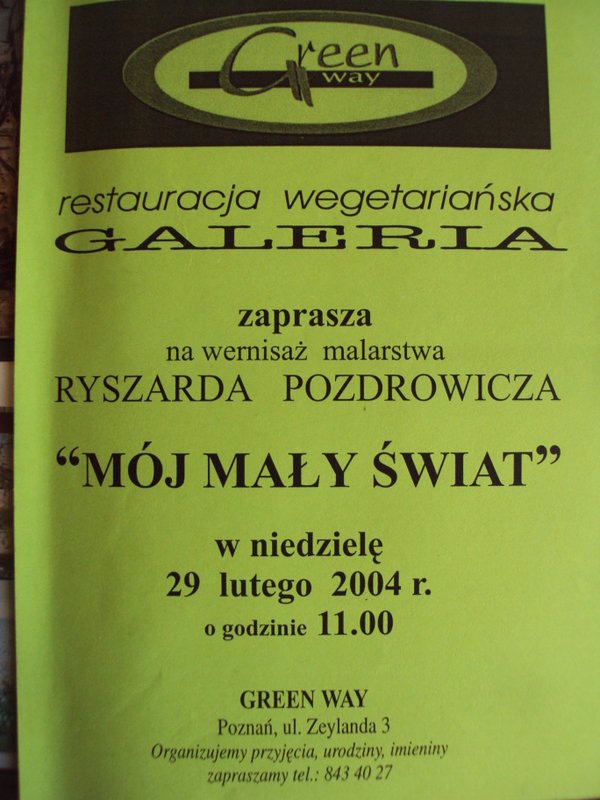 Green
way
restauracja wegetariańska
GALERIA
zaprasza
na wernisaż malarstwa
RYSZARDA POZDROWICZA
“MÓJ MAŁY ŚWIAT”
w niedzielę
29 lutego 2004 r.
o godzinie 11.00
GREEN WAY
Poznań, ul. Zeylanda 3
Organizujemy przyjęcia, urodziny, imieniny
zapraszamy tel.: 843 40 27